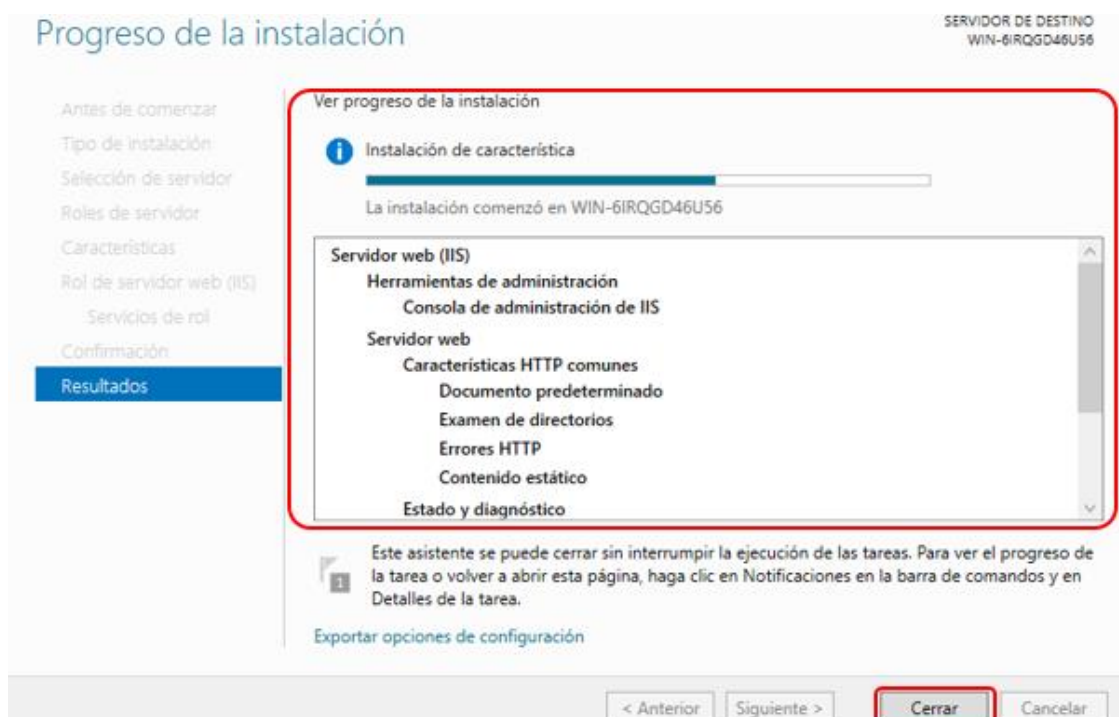 Progreso de la instalación
SERVIDOR DE DESTINO
WIN-6IRQGD46U56
Antes de comenzar
Tipo de instalación
Selección de servidor
Roles de servidor
Características
Rol de servidor web (IIS)
Servicios de rol
Confirmación
Resultados
Ver progreso de la instalación
Instalación de característica
La instalación comenzó en WIN-6IRQGD46U56
Servidor web (IIS)
Herramientas de administración
Consola de administración de IIS
Servidor web
Características HTTP comunes
Documento predeterminado
Examen de directorios
Errores HTTP
Contenido estático
Estado y diagnóstico
1
Este asistente se puede cerrar sin interrumpir la ejecución de las tareas. Para ver el progreso de
la tarea o volver a abrir esta página, haga clic en Notificaciones en la barra de comandos y en
Detalles de la tarea.
Exportar opciones de configuración
< Anterior
Siguiente >
Cerrar
Cancelar